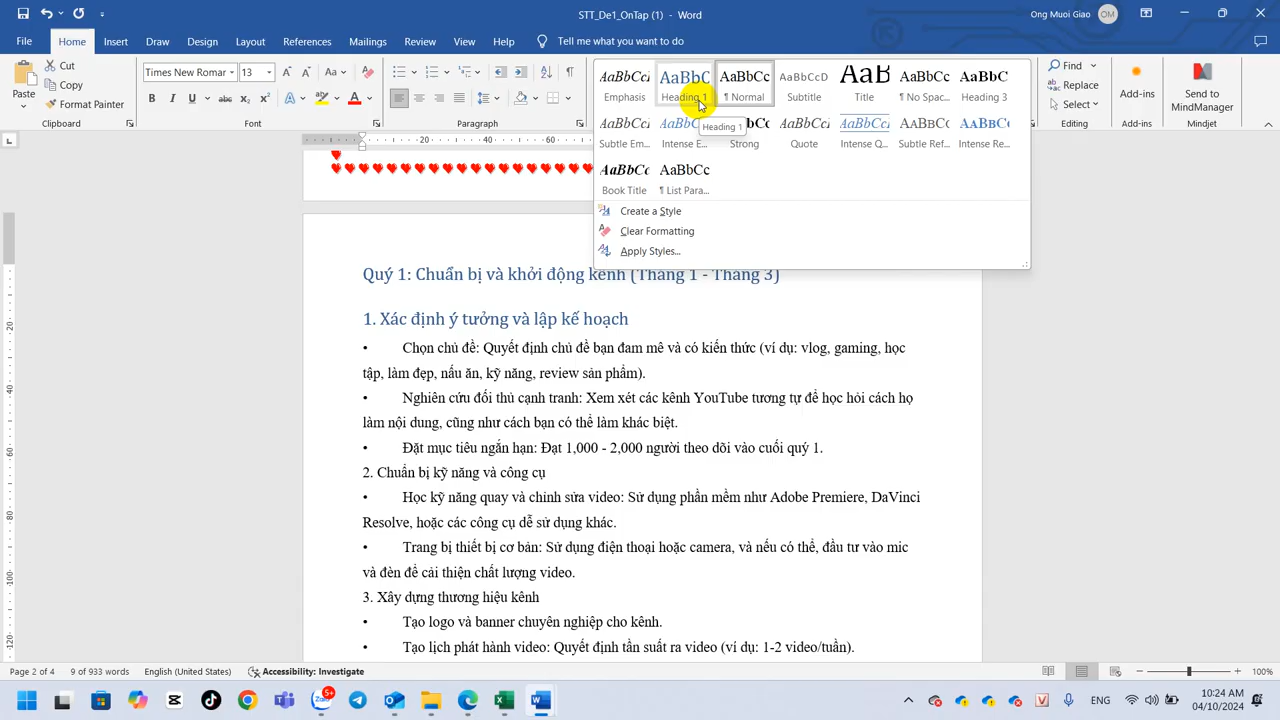 STT_De1_OnTap - Word
Ong Muoi Giao OM
File Home Insert Draw Design Layout References Mailings Review View Help Tell me what you want to do
Cut
Copy
Format Painter
Paste
Clipboard
Times New Roman 13
Font
Paragraph
AaBbCcI AaBbC AaBbCc AaBbCcD AaB AaBbCc AaBbC
Emphasis Heading 1 ¶ Normal Subtitle Title ¶ No Spac... Heading 3
Heading 1
Subtle Em... Intense E... Strong Quote Intense Q... Subtle Ref... Intense Re...
AaBbCc AaBbCc
Book Title ¶ List Para...
Create a Style
Clear Formatting
Apply Styles...
Find
Replace
Select
Editing
Add-ins
Add-ins
Send to MindManager
Mindjet
20 40 60
Quý 1: Chuẩn bị và khởi động kênh (Tháng 1 - Tháng 3)
1. Xác định ý tưởng và lập kế hoạch
• Chọn chủ đề: Quyết định chủ đề bạn đam mê và có kiến thức (ví dụ: vlog, gaming, học
tập, làm đẹp, nấu ăn, kỹ năng, review sản phẩm).
• Nghiên cứu đối thủ cạnh tranh: Xem xét các kênh YouTube tương tự để học hỏi cách họ
làm nội dung, cũng như cách bạn có thể làm khác biệt.
• Đặt mục tiêu ngắn hạn: Đạt 1,000 - 2,000 người theo dõi vào cuối quý 1.
2. Chuẩn bị kỹ năng và công cụ
• Học kỹ năng quay và chỉnh sửa video: Sử dụng phần mềm như Adobe Premiere, DaVinci
Resolve, hoặc các công cụ dễ sử dụng khác.
• Trang bị thiết bị cơ bản: Sử dụng điện thoại hoặc camera, và nếu có thể, đầu tư vào mic
và đèn để cải thiện chất lượng video.
3. Xây dựng thương hiệu kênh
• Tạo logo và banner chuyên nghiệp cho kênh.
• Tạo lịch phát hành video: Quyết định tần suất ra video (ví dụ: 1-2 video/tuần).
Page 2 of 4 9 of 933 words English (United States) Accessibility: Investigate 100%
5+
ENG
10:24 AM
04/10/2024